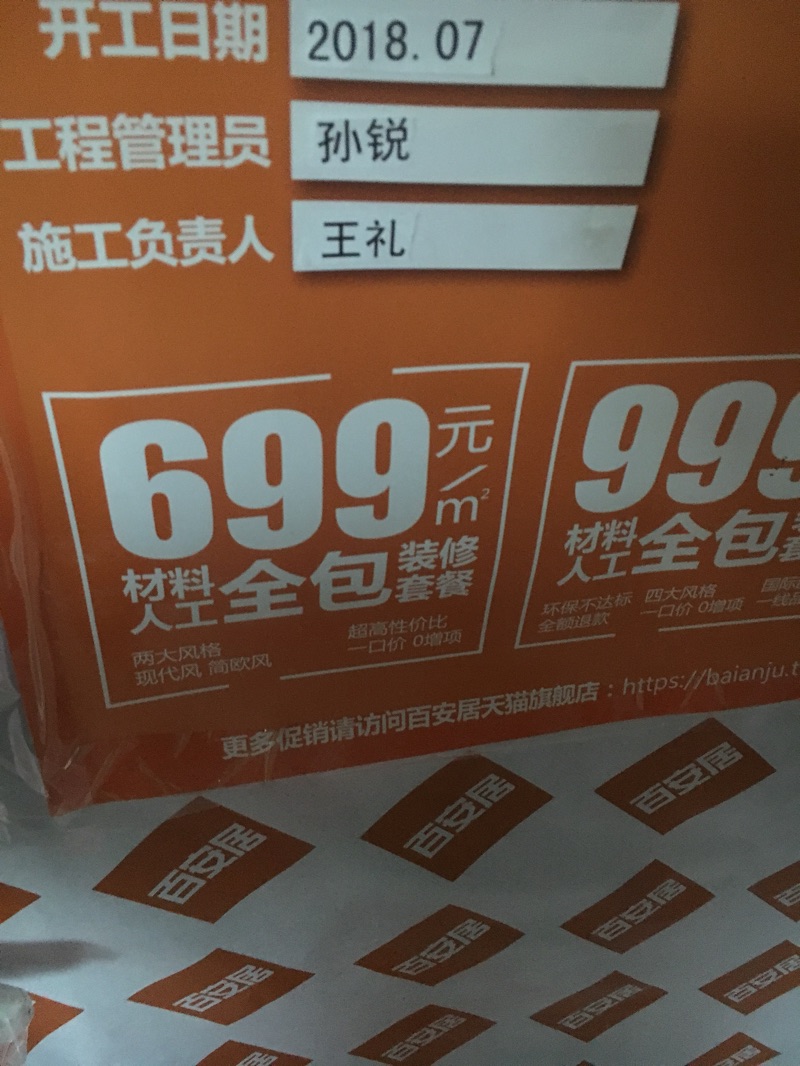 开工日期 2018.07
工程管理员 孙锐
施工负责人 王礼
699元/m²
材料人工全包装修套餐
两大风格
现代风 简欧风
超高性价比
一口价 0增项
999
材料人工全包
环保不达标
全额退款
四大风格
一口价 0增项
国际
一线品
更多促销请访问百安居天猫旗舰店：https://baianju.t
百安居
百安居
百安居
百安居
百安居
百安居
百安居
百安居
百安居
百安居